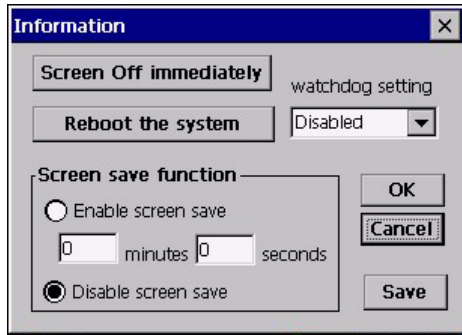 Information
Screen Off immediately
watchdog setting
Reboot the system
Disabled
Screen save function
Enable screen save
0 minutes 0 seconds
Disable screen save
OK
Cancel
Save